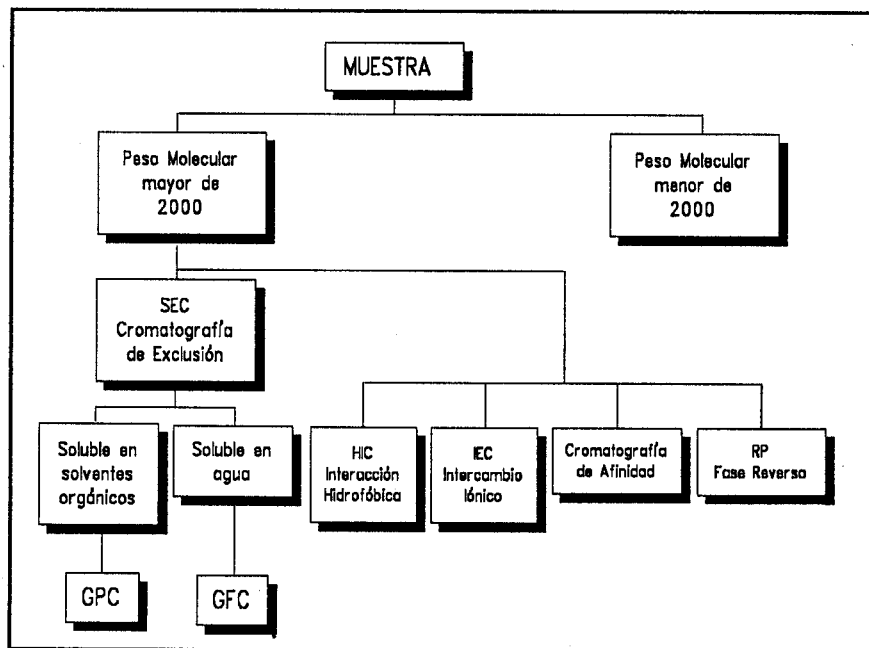 MUESTRA
Peso Molecular
mayor de
2000
Peso Molecular
menor de
2000
SEC
Cromatografía
de Exclusión
Soluble en
solventes
orgánicos
Soluble en
agua
HIC
Interacción
Hidrofóbica
IEC
Intercambio
Iónico
Cromatografía
de Afinidad
RP
Fase Reversa
GPC
GFC